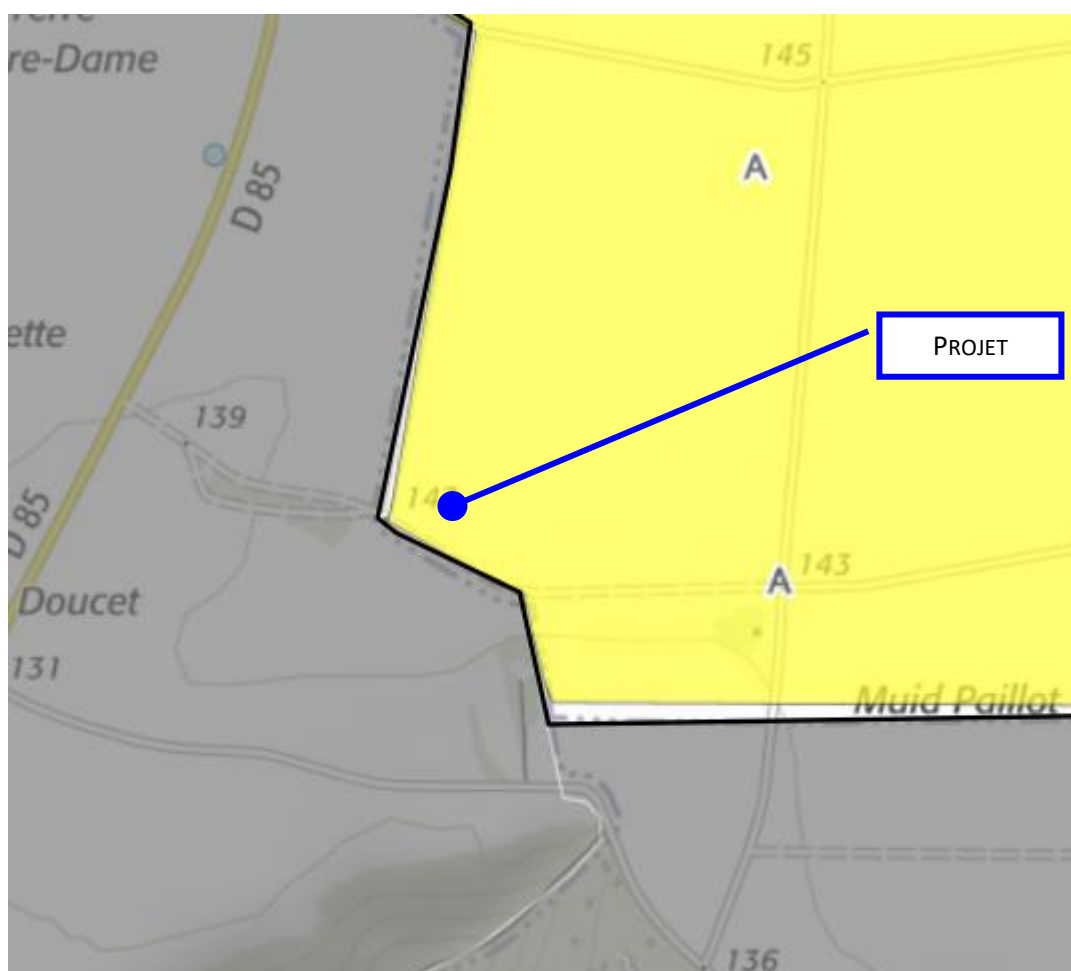 re-Dame
145
A
D 85
ette
PROJET
139
D 85
143
A
Doucet
131
Muid Paillot
136